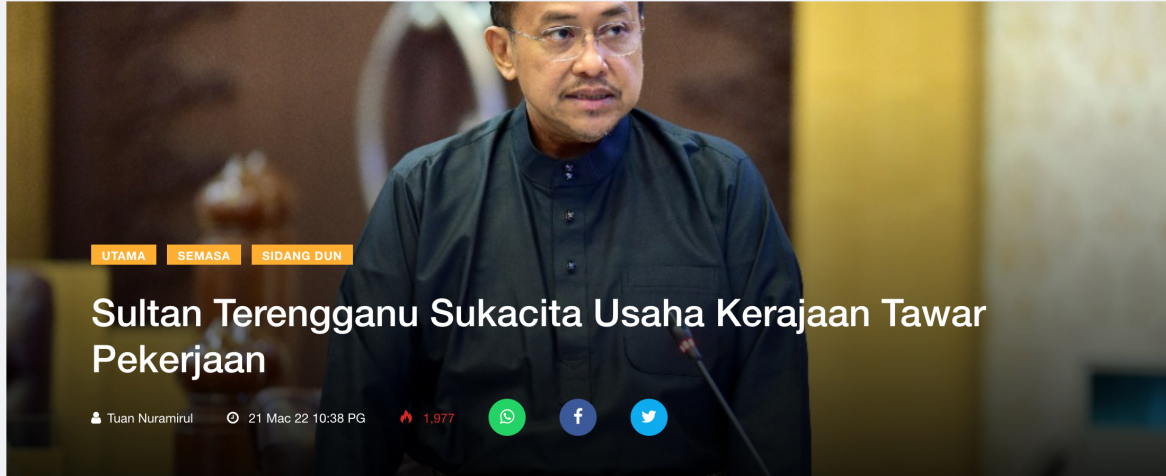 UTAMA SEMASA SIDANG DUN
Sultan Terengganu Sukacita Usaha Kerajaan Tawar
Pekerjaan
Tuan Nuramirul 21 Mac 22 10:38 PG 1,977